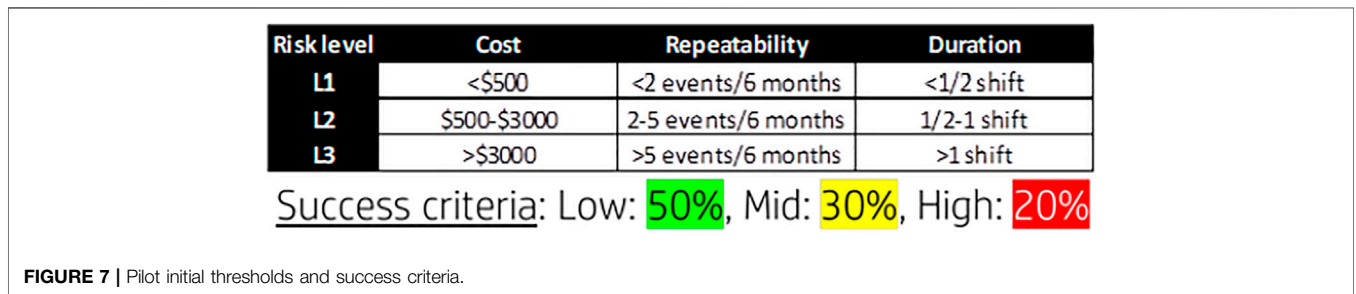 Risk level Cost Repeatability Duration
L1 <$500 <2 events/6 months <1/2 shift
L2 $500-$3000 2-5 events/6 months 1/2-1 shift
L3 >$3000 >5 events/6 months >1 shift
Success criteria: Low: 50%, Mid: 30%, High: 20%
FIGURE 7 | Pilot initial thresholds and success criteria.